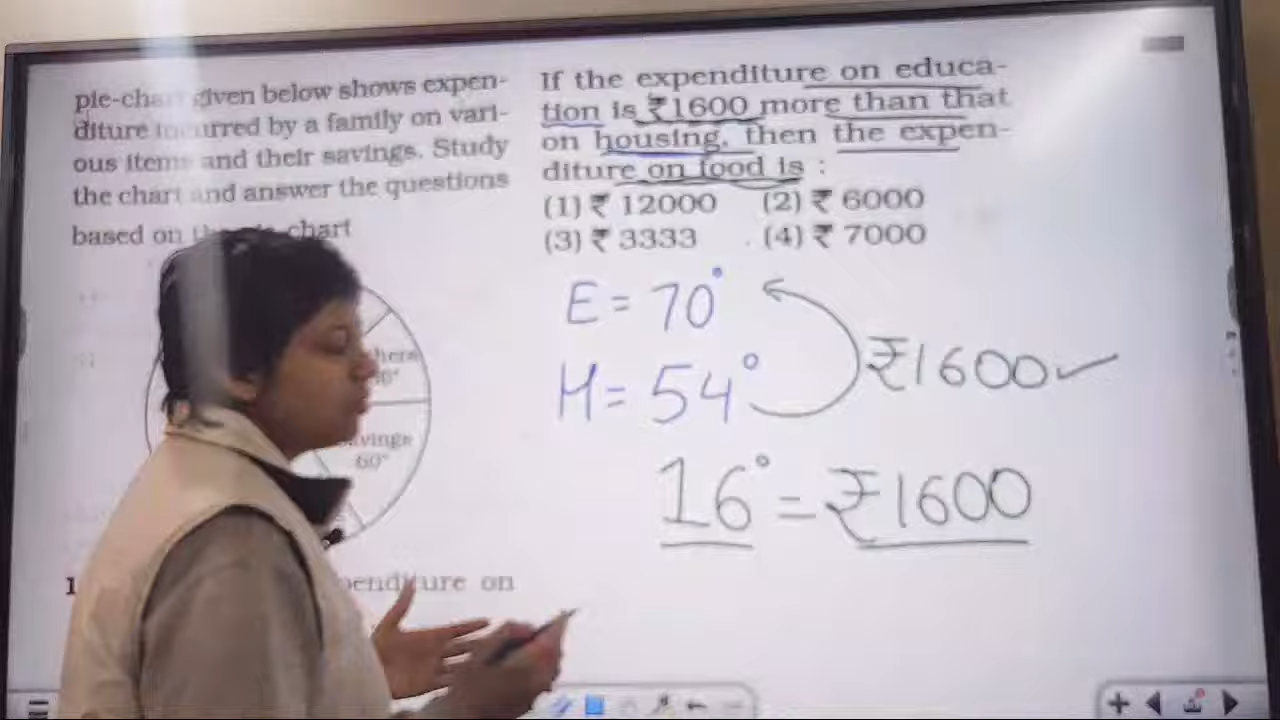 pie-chart given below shows expen-
diture incurred by a family on vari-
ous items and their savings. Study
the chart and answer the questions
based on the chart
savings
60°
1
penditure on
If the expenditure on educa-
tion is ₹1600 more than that
on housing, then the expen-
diture on food is :
(1) ₹ 12000 (2) ₹ 6000
(3) ₹ 3333 (4) ₹ 7000
E = 70°
H = 54°
₹1600
16° = ₹1600